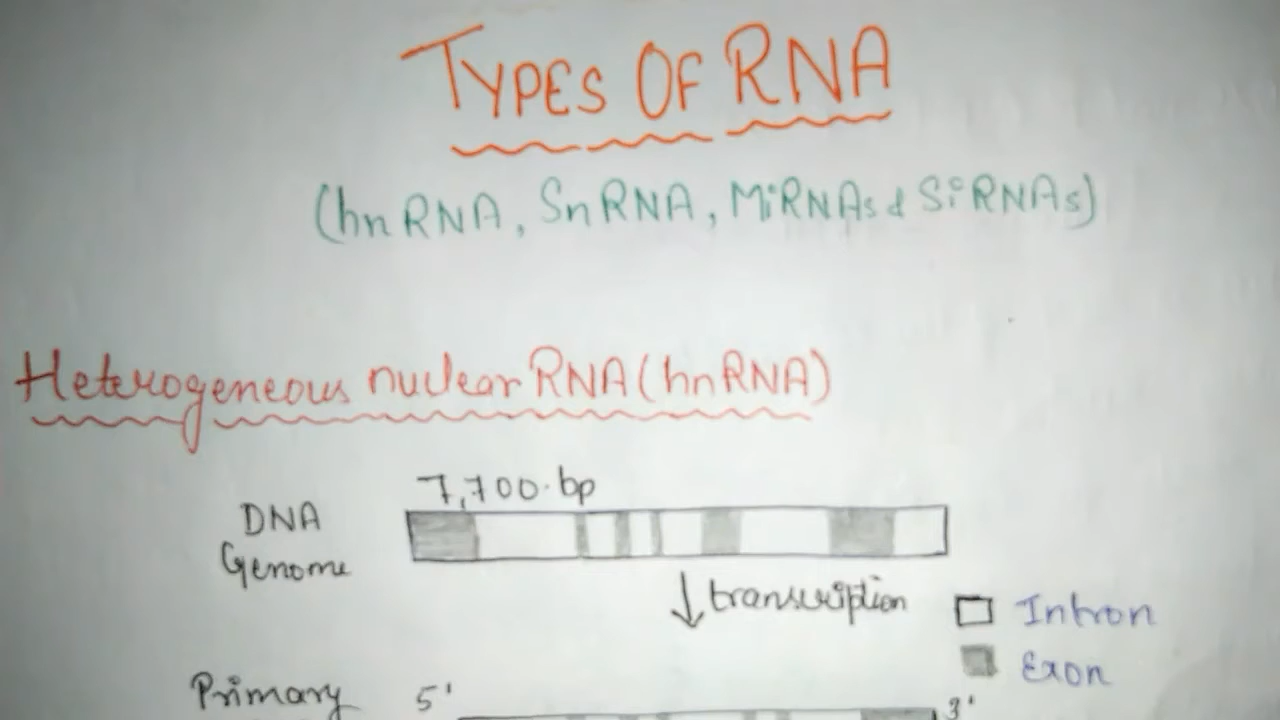 TYPES OF RNA
(hnRNA, SnRNA, MiRNAs & SiRNAs)
Heterogeneous nuclear RNA (hnRNA)
7,700 bp
DNA
Genome
transcription
Intron
Exon
Primary
5' 3'